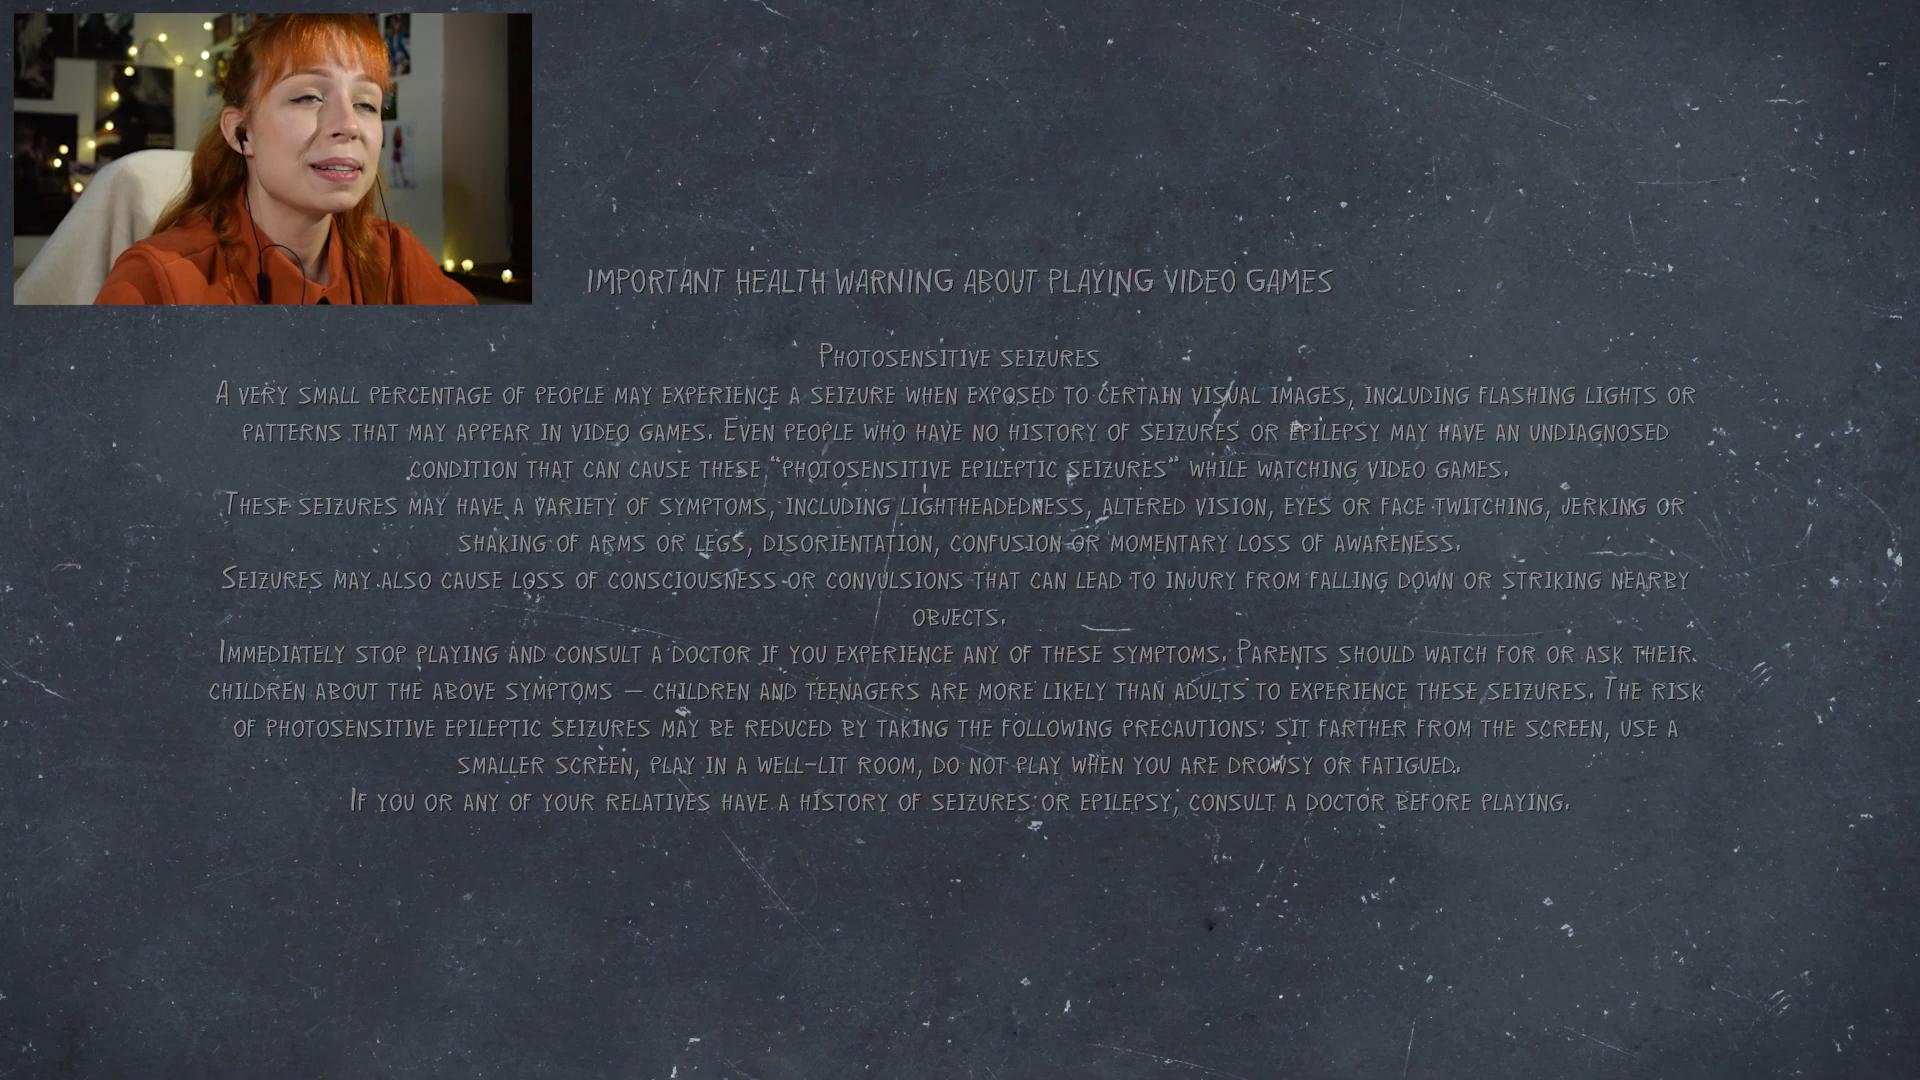 IMPORTANT HEALTH WARNING ABOUT PLAYING VIDEO GAMES
PHOTOSENSITIVE SEIZURES
A VERY SMALL PERCENTAGE OF PEOPLE MAY EXPERIENCE A SEIZURE WHEN EXPOSED TO CERTAIN VISUAL IMAGES, INCLUDING FLASHING LIGHTS OR
PATTERNS THAT MAY APPEAR IN VIDEO GAMES. EVEN PEOPLE WHO HAVE NO HISTORY OF SEIZURES OR EPILEPSY MAY HAVE AN UNDIAGNOSED
CONDITION THAT CAN CAUSE THESE "PHOTOSENSITIVE EPILEPTIC SEIZURES" WHILE WATCHING VIDEO GAMES.
THESE SEIZURES MAY HAVE A VARIETY OF SYMPTOMS, INCLUDING LIGHTHEADEDNESS, ALTERED VISION, EYES OR FACE TWITCHING, JERKING OR
SHAKING OF ARMS OR LEGS, DISORIENTATION, CONFUSION OR MOMENTARY LOSS OF AWARENESS.
SEIZURES MAY ALSO CAUSE LOSS OF CONSCIOUSNESS OR CONVULSIONS THAT CAN LEAD TO INJURY FROM FALLING DOWN OR STRIKING NEARBY
OBJECTS.
IMMEDIATELY STOP PLAYING AND CONSULT A DOCTOR IF YOU EXPERIENCE ANY OF THESE SYMPTOMS. PARENTS SHOULD WATCH FOR OR ASK THEIR
CHILDREN ABOUT THE ABOVE SYMPTOMS — CHILDREN AND TEENAGERS ARE MORE LIKELY THAN ADULTS TO EXPERIENCE THESE SEIZURES. THE RISK
OF PHOTOSENSITIVE EPILEPTIC SEIZURES MAY BE REDUCED BY TAKING THE FOLLOWING PRECAUTIONS: SIT FARTHER FROM THE SCREEN, USE A
SMALLER SCREEN, PLAY IN A WELL-LIT ROOM, DO NOT PLAY WHEN YOU ARE DROWSY OR FATIGUED.
IF YOU OR ANY OF YOUR RELATIVES HAVE A HISTORY OF SEIZURES OR EPILEPSY, CONSULT A DOCTOR BEFORE PLAYING.